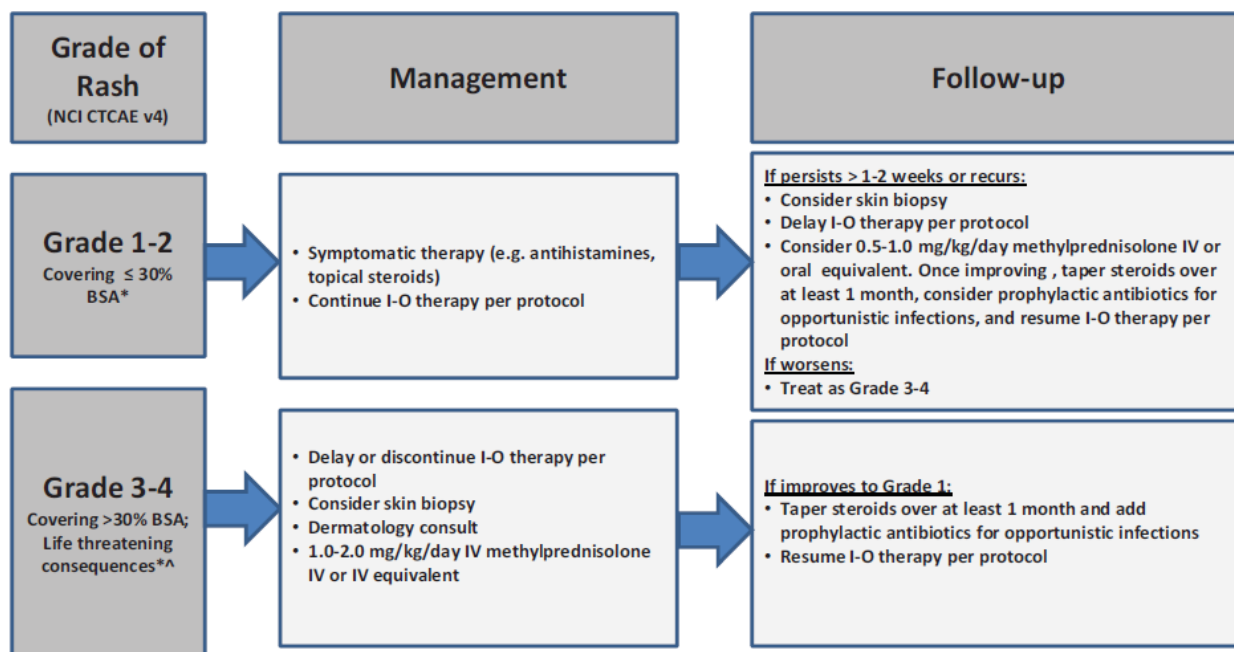 Grade of
Rash
(NCI CTCAE v4)
Management
Follow-up
Grade 1-2
Covering ≤ 30%
BSA*
• Symptomatic therapy (e.g. antihistamines,
topical steroids)
• Continue I-O therapy per protocol
If persists > 1-2 weeks or recurs:
• Consider skin biopsy
• Delay I-O therapy per protocol
• Consider 0.5-1.0 mg/kg/day methylprednisolone IV or
oral equivalent. Once improving , taper steroids over
at least 1 month, consider prophylactic antibiotics for
opportunistic infections, and resume I-O therapy per
protocol
If worsens:
• Treat as Grade 3-4
Grade 3-4
Covering >30% BSA;
Life threatening
consequences*^
• Delay or discontinue I-O therapy per
protocol
• Consider skin biopsy
• Dermatology consult
• 1.0-2.0 mg/kg/day IV methylprednisolone
IV or IV equivalent
If improves to Grade 1:
• Taper steroids over at least 1 month and add
prophylactic antibiotics for opportunistic infections
• Resume I-O therapy per protocol